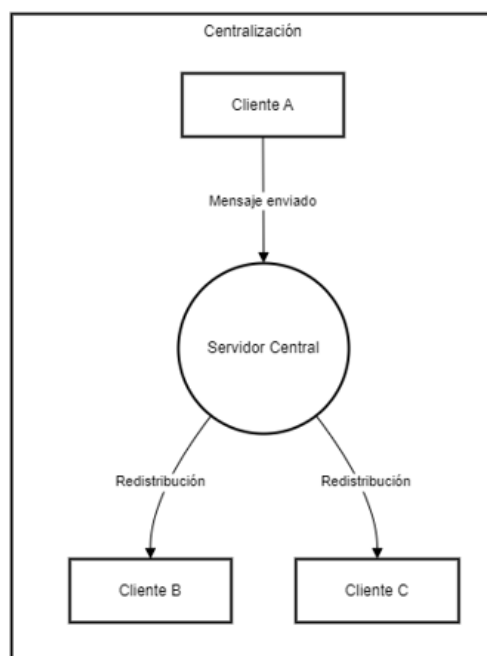 Centralización
Cliente A
Mensaje enviado
Servidor Central
Redistribución
Redistribución
Cliente B
Cliente C